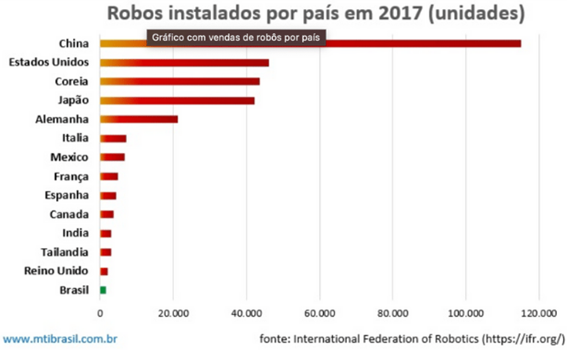 Robos instalados por país em 2017 (unidades)
Gráfico com vendas de robôs por país
China
Estados Unidos
Coreia
Japão
Alemanha
Italia
Mexico
França
Espanha
Canada
India
Tailandia
Reino Unido
Brasil
0 20.000 40.000 60.000 80.000 100.000 120.000
www.mtibrasil.com.br fonte: International Federation of Robotics (https://ifr.org/)